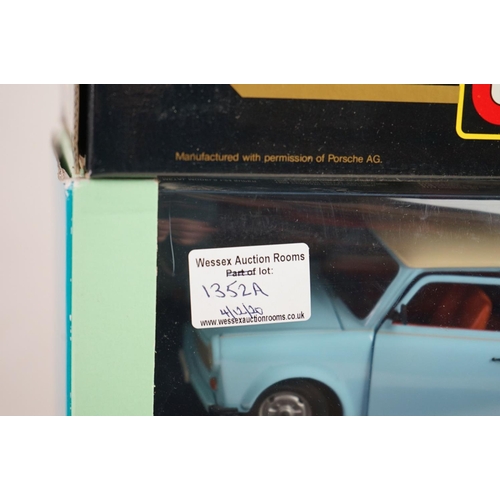 Manufactured with permission of Porsche AG.
Wessex Auction Rooms
Part of lot:
1352A
4/12/20
www.wessexauctionrooms.co.uk